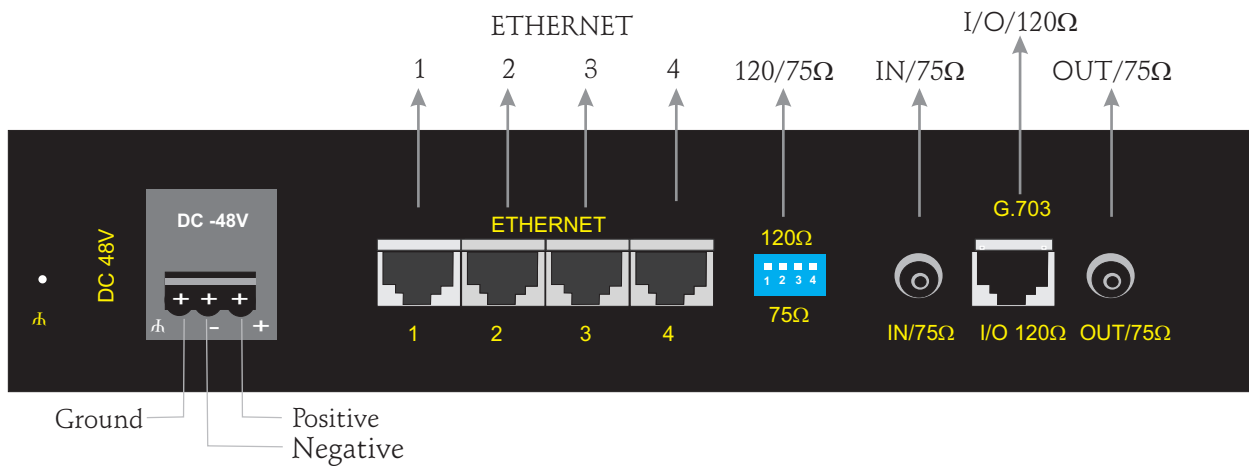 ETHERNET
I/O/120Ω
1 2 3 4 120/75Ω IN/75Ω OUT/75Ω
DC -48V
DC 48V
ETHERNET
G.703
120Ω
1 2 3 4
75Ω
+ + +
- +
1 2 3 4
IN/75Ω I/O 120Ω OUT/75Ω
Ground
Positive
Negative